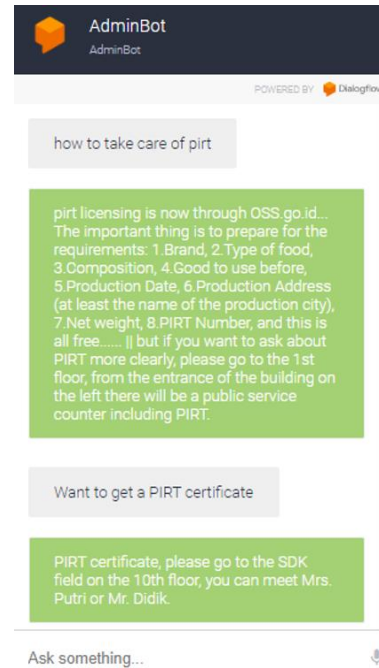 AdminBot
AdminBot
POWERED BY Dialogflow
how to take care of pirt
pirt licensing is now through OSS.go.id...
The important thing is to prepare for the
requirements: 1.Brand, 2.Type of food,
3.Composition, 4.Good to use before,
5.Production Date, 6.Production Address
(at least the name of the production city),
7.Net weight, 8.PIRT Number, and this is
all free...... || but if you want to ask about
PIRT more clearly, please go to the 1st
floor, from the entrance of the building on
the left there will be a public service
counter including PIRT.
Want to get a PIRT certificate
PIRT certificate, please go to the SDK
field on the 10th floor, you can meet Mrs.
Putri or Mr. Didik.
Ask something...